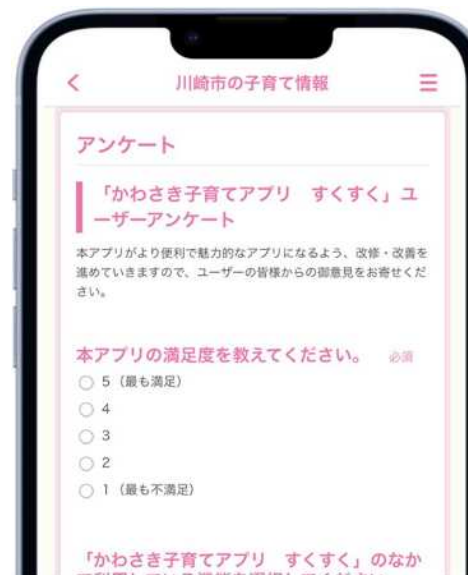 川崎市の子育て情報
アンケート
「かわさき子育てアプリ　すくすく」ユ
ーザーアンケート
本アプリがより便利で魅力的なアプリになるよう、改修・改善を
進めていきますので、ユーザーの皆様からの御意見をお寄せくだ
さい。
本アプリの満足度を教えてください。 必須
5（最も満足）
4
3
2
1（最も不満足）
「かわさき子育てアプリ　すくすく」のなか